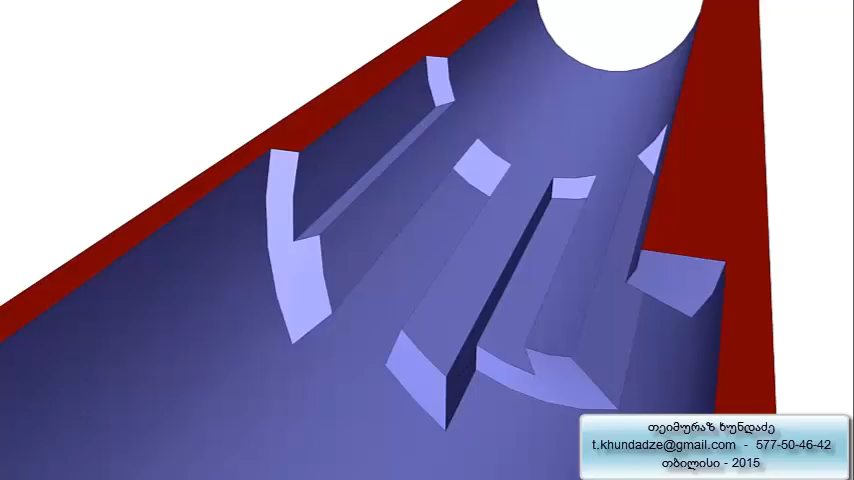 თეიმურაზ ხუნდაძე
t.khundadze@gmail.com - 577-50-46-42
თბილისი - 2015